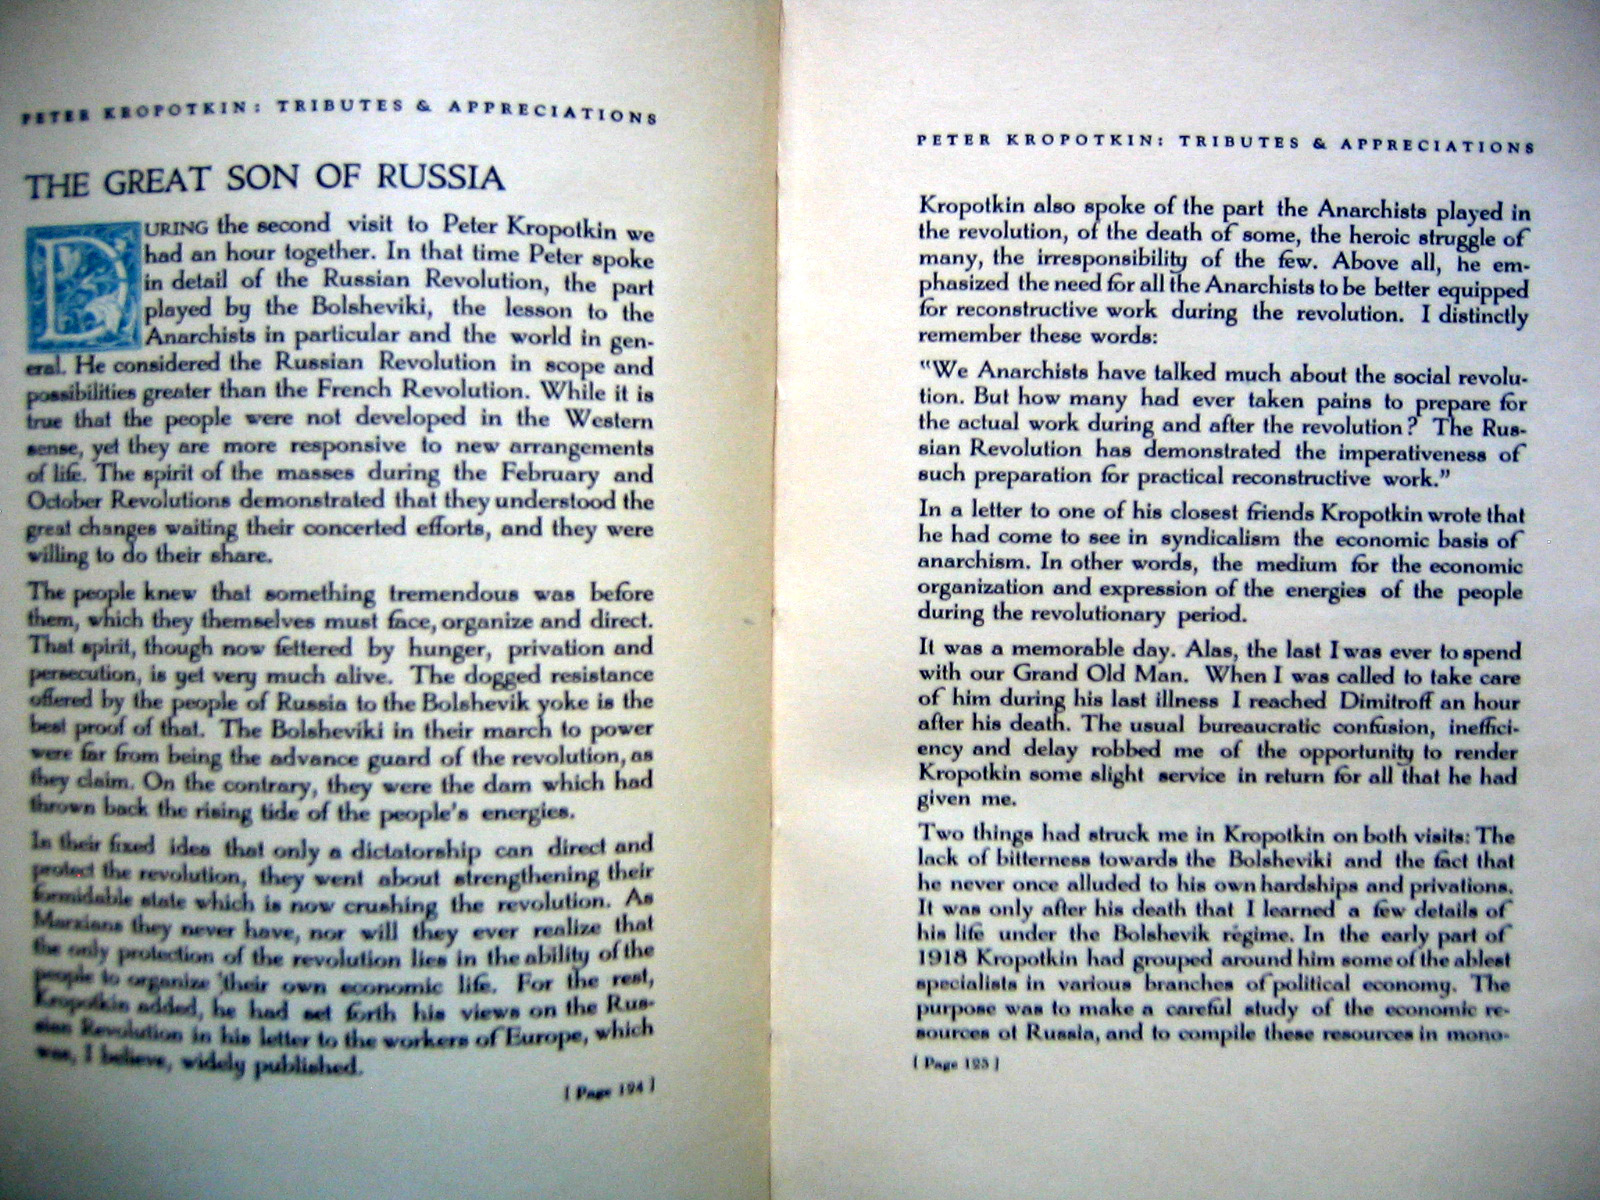 PETER KROPOTKIN: TRIBUTES & APPRECIATIONS
THE GREAT SON OF RUSSIA
DURING the second visit to Peter Kropotkin we
had an hour together. In that time Peter spoke
in detail of the Russian Revolution, the part
played by the Bolsheviki, the lesson to the
Anarchists in particular and the world in gen-
eral. He considered the Russian Revolution in scope and
possibilities greater than the French Revolution. While it is
true that the people were not developed in the Western
sense, yet they are more responsive to new arrangements
of life. The spirit of the masses during the February and
October Revolutions demonstrated that they understood the
great changes waiting their concerted efforts, and they were
willing to do their share.
The people knew that something tremendous was before
them, which they themselves must face, organize and direct.
That spirit, though now fettered by hunger, privation and
persecution, is yet very much alive. The dogged resistance
offered by the people of Russia to the Bolshevik yoke is the
best proof of that. The Bolsheviki in their march to power
were far from being the advance guard of the revolution, as
they claim. On the contrary, they were the dam which had
thrown back the rising tide of the people's energies.
In their fixed idea that only a dictatorship can direct and
protect the revolution, they went about strengthening their
formidable state which is now crushing the revolution. As
Marxians they never have, nor will they ever realize that
the only protection of the revolution lies in the ability of the
people to organize their own economic life. For the rest,
Kropotkin added, he had set forth his views on the Rus-
sian Revolution in his letter to the workers of Europe, which
was, I believe, widely published.
[ Page 124 ]
PETER KROPOTKIN: TRIBUTES & APPRECIATIONS
Kropotkin also spoke of the part the Anarchists played in
the revolution, of the death of some, the heroic struggle of
many, the irresponsibility of the few. Above all, he em-
phasized the need for all the Anarchists to be better equipped
for reconstructive work during the revolution. I distinctly
remember these words:
"We Anarchists have talked much about the social revolu-
tion. But how many had ever taken pains to prepare for
the actual work during and after the revolution? The Rus-
sian Revolution has demonstrated the imperativeness of
such preparation for practical reconstructive work."
In a letter to one of his closest friends Kropotkin wrote that
he had come to see in syndicalism the economic basis of
anarchism. In other words, the medium for the economic
organization and expression of the energies of the people
during the revolutionary period.
It was a memorable day. Alas, the last I was ever to spend
with our Grand Old Man. When I was called to take care
of him during his last illness I reached Dimitroff an hour
after his death. The usual bureaucratic confusion, ineffici-
ency and delay robbed me of the opportunity to render
Kropotkin some slight service in return for all that he had
given me.
Two things had struck me in Kropotkin on both visits: The
lack of bitterness towards the Bolsheviki and the fact that
he never once alluded to his own hardships and privations.
It was only after his death that I learned a few details of
his life under the Bolshevik régime. In the early part of
1918 Kropotkin had grouped around him some of the ablest
specialists in various branches of political economy. The
purpose was to make a careful study of the economic re-
sources of Russia, and to compile these resources in mono-
[ Page 125 ]